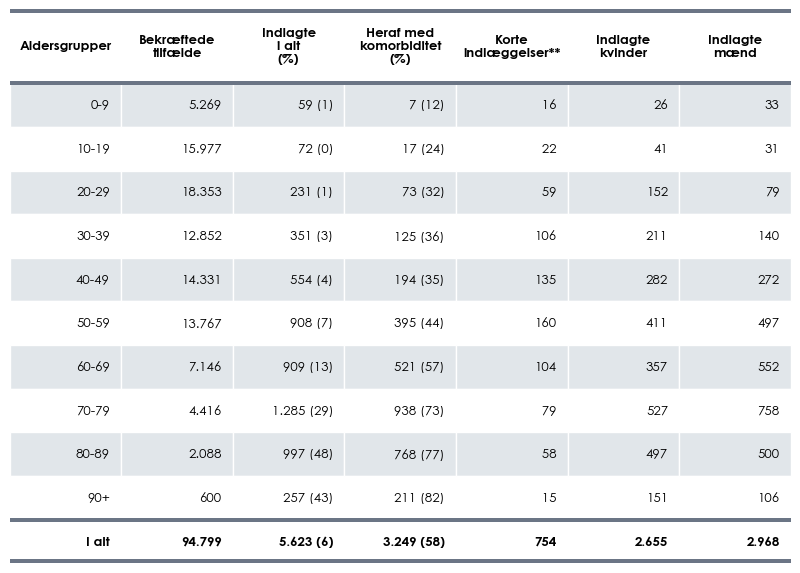 Aldersgrupper Bekræftede tilfælde Indlagte I alt (%) Heraf med komorbiditet (%) Korte indlæggelser** Indlagte kvinder Indlagte mænd
0-9 5.269 59 (1) 7 (12) 16 26 33
10-19 15.977 72 (0) 17 (24) 22 41 31
20-29 18.353 231 (1) 73 (32) 59 152 79
30-39 12.852 351 (3) 125 (36) 106 211 140
40-49 14.331 554 (4) 194 (35) 135 282 272
50-59 13.767 908 (7) 395 (44) 160 411 497
60-69 7.146 909 (13) 521 (57) 104 357 552
70-79 4.416 1.285 (29) 938 (73) 79 527 758
80-89 2.088 997 (48) 768 (77) 58 497 500
90+ 600 257 (43) 211 (82) 15 151 106
I alt 94.799 5.623 (6) 3.249 (58) 754 2.655 2.968